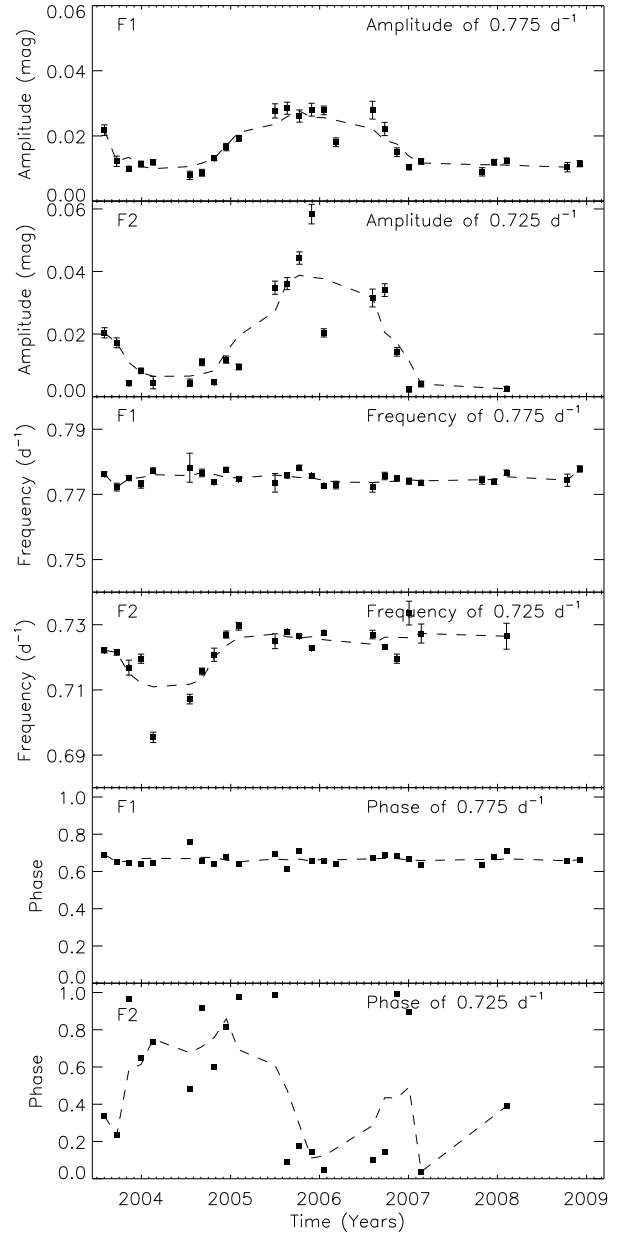 0.06
F1 Amplitude of 0.775 d⁻¹
0.04
0.02
0.00
Amplitude (mag)
0.06
F2 Amplitude of 0.725 d⁻¹
0.04
0.02
0.00
Amplitude (mag)
F1 Frequency of 0.775 d⁻¹
0.79
0.77
0.75
Frequency (d⁻¹)
F2 Frequency of 0.725 d⁻¹
0.73
0.71
0.69
Frequency (d⁻¹)
1.0
F1 Phase of 0.775 d⁻¹
0.8
0.6
0.4
0.2
0.0
Phase
1.0
F2 Phase of 0.725 d⁻¹
0.8
0.6
0.4
0.2
0.0
Phase
2004 2005 2006 2007 2008 2009
Time (Years)